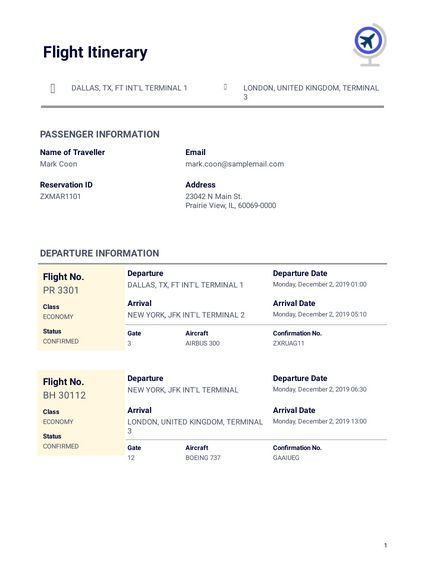 Flight Itinerary
DALLAS, TX, FT INT'L TERMINAL 1
LONDON, UNITED KINGDOM, TERMINAL
3
PASSENGER INFORMATION
Name of Traveller
Email
Mark Coon
mark.coon@samplemail.com
Reservation ID
Address
ZXMAR1101
23042 N Main St.
Prairie View, IL, 60069-0000
DEPARTURE INFORMATION
Flight No.
PR 3301
Class
ECONOMY
Status
CONFIRMED
Departure
DALLAS, TX, FT INT'L TERMINAL 1
Departure Date
Monday, December 2, 2019 01:00
Arrival
NEW YORK, JFK INT'L TERMINAL 2
Arrival Date
Monday, December 2, 2019 05:10
Gate
3
Aircraft
AIRBUS 300
Confirmation No.
ZXRUAG11
Flight No.
BH 30112
Class
ECONOMY
Status
CONFIRMED
Departure
NEW YORK, JFK INT'L TERMINAL
Departure Date
Monday, December 2, 2019 06:30
Arrival
LONDON, UNITED KINGDOM, TERMINAL
3
Arrival Date
Monday, December 2, 2019 13:00
Gate
12
Aircraft
BOEING 737
Confirmation No.
GAAIUEG
1